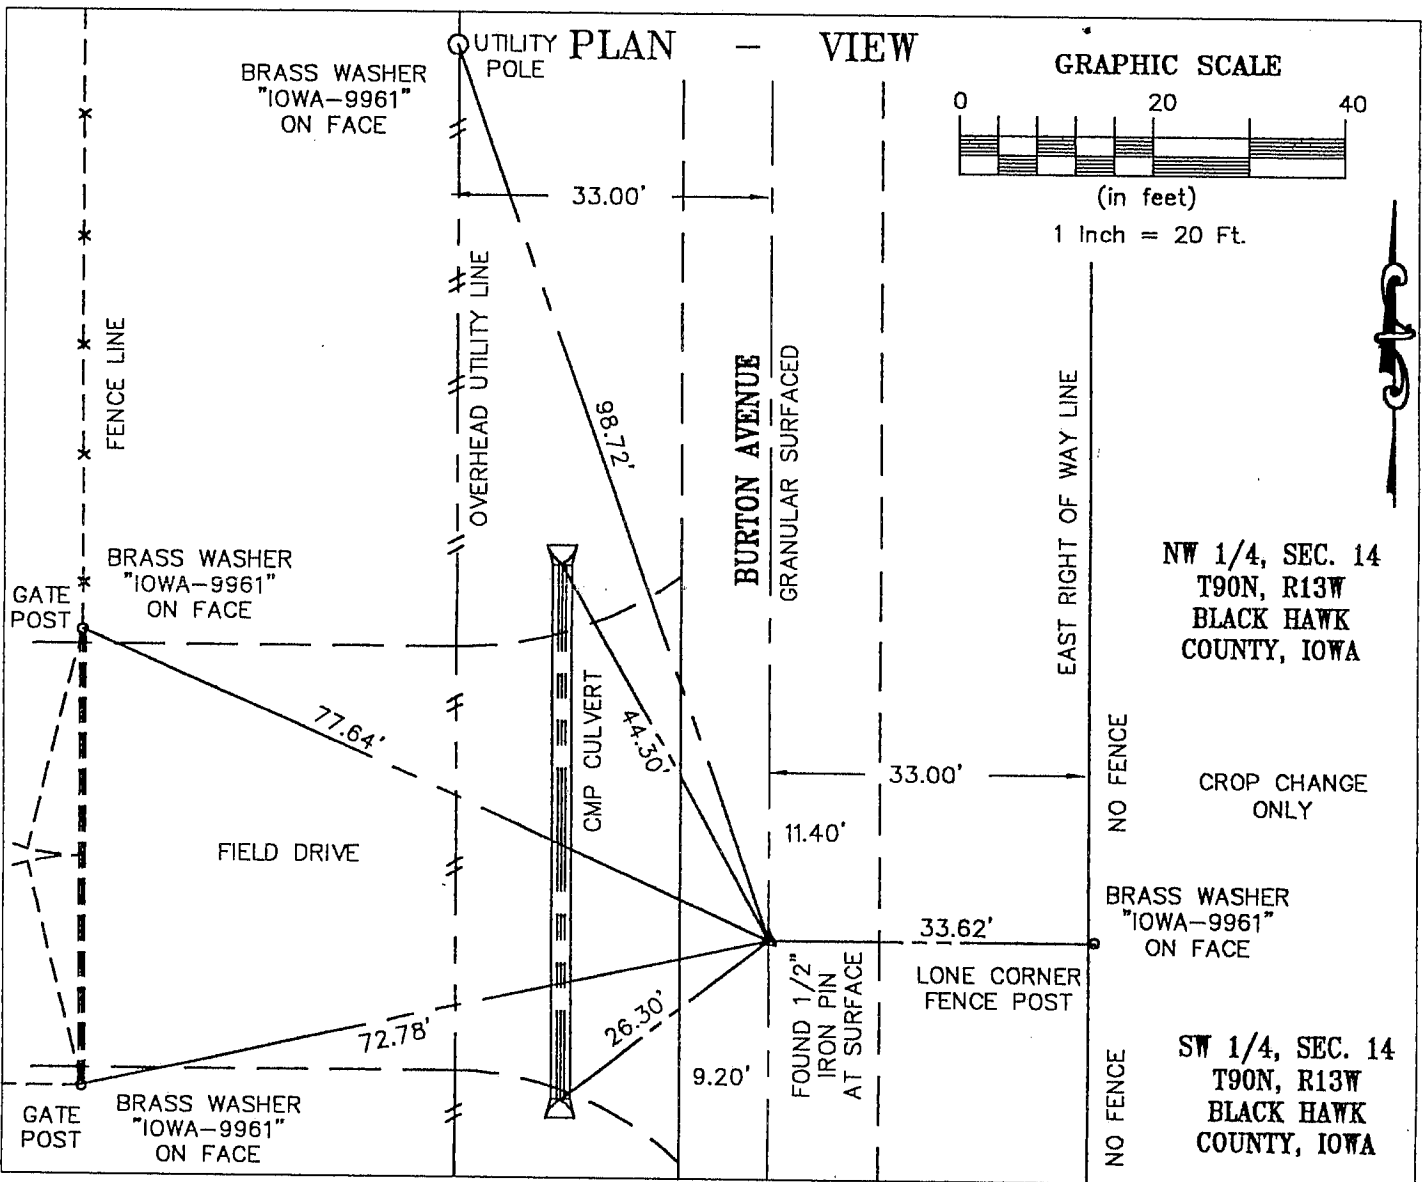 PLAN - VIEW
UTILITY
POLE
BRASS WASHER
"IOWA-9961"
ON FACE
GRAPHIC SCALE
0 20 40
(in feet)
1 Inch = 20 Ft.
33.00'
FENCE LINE
OVERHEAD UTILITY LINE
98.72'
BURTON AVENUE
GRANULAR SURFACED
EAST RIGHT OF WAY LINE
NW 1/4, SEC. 14
T90N, R13W
BLACK HAWK
COUNTY, IOWA
BRASS WASHER
"IOWA-9961"
ON FACE
GATE
POST
77.64'
CMP CULVERT
44.30'
33.00'
NO FENCE
CROP CHANGE
ONLY
11.40'
FIELD DRIVE
BRASS WASHER
"IOWA-9961"
ON FACE
33.62'
LONE CORNER
FENCE POST
FOUND 1/2"
IRON PIN
AT SURFACE
72.78'
26.30'
9.20'
NO FENCE
SW 1/4, SEC. 14
T90N, R13W
BLACK HAWK
COUNTY, IOWA
GATE
POST
BRASS WASHER
"IOWA-9961"
ON FACE